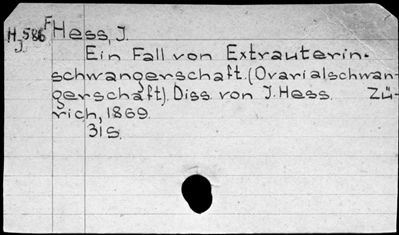 H.586 F Hess, J.
J.
Ein Fall von Extrauterin-
schwangerschaft. (Ovarialschwan-
gerschaft). Diss. von J. Hess. Zü-
rich, 1869.
31 S.